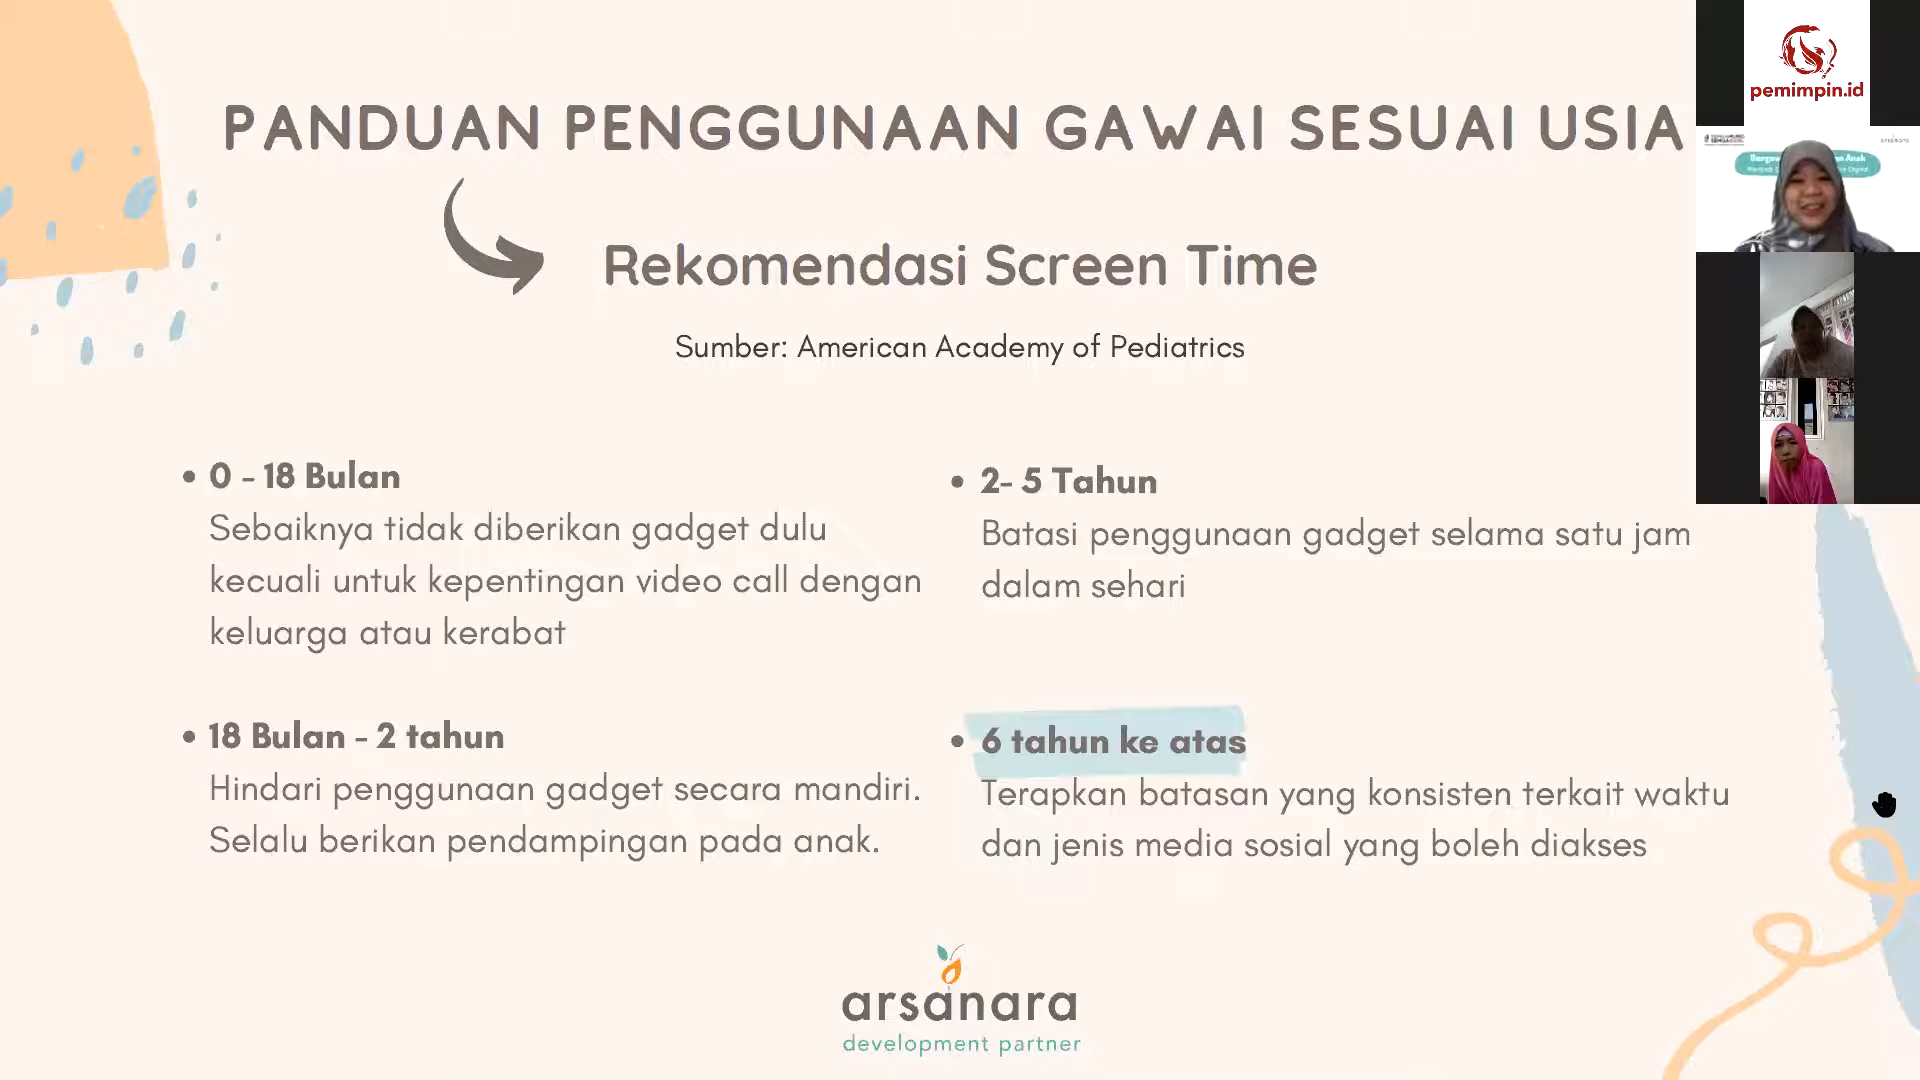 PANDUAN PENGGUNAAN GAWAI SESUAI USIA
Rekomendasi Screen Time
Sumber: American Academy of Pediatrics
• 0 - 18 Bulan
Sebaiknya tidak diberikan gadget dulu
kecuali untuk kepentingan video call dengan
keluarga atau kerabat
• 18 Bulan - 2 tahun
Hindari penggunaan gadget secara mandiri.
Selalu berikan pendampingan pada anak.
• 2- 5 Tahun
Batasi penggunaan gadget selama satu jam
dalam sehari
• 6 tahun ke atas
Terapkan batasan yang konsisten terkait waktu
dan jenis media sosial yang boleh diakses
arsanara
development partner
pemimpin.id
arsanara
Anak
Digital